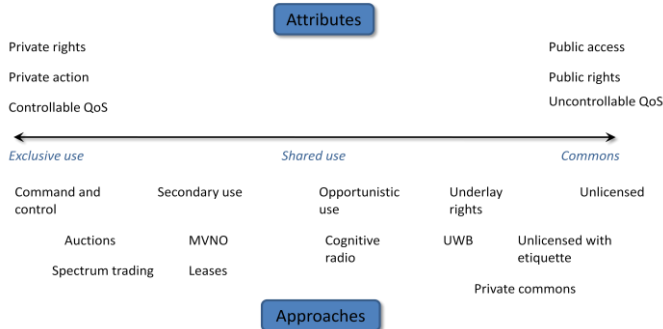 Attributes
Private rights
Public access
Private action
Public rights
Controllable QoS
Uncontrollable QoS
Exclusive use
Shared use
Commons
Command and
control
Secondary use
Opportunistic
use
Underlay
rights
Unlicensed
Auctions
MVNO
Cognitive
radio
UWB
Unlicensed with
etiquette
Spectrum trading
Leases
Private commons
Approaches